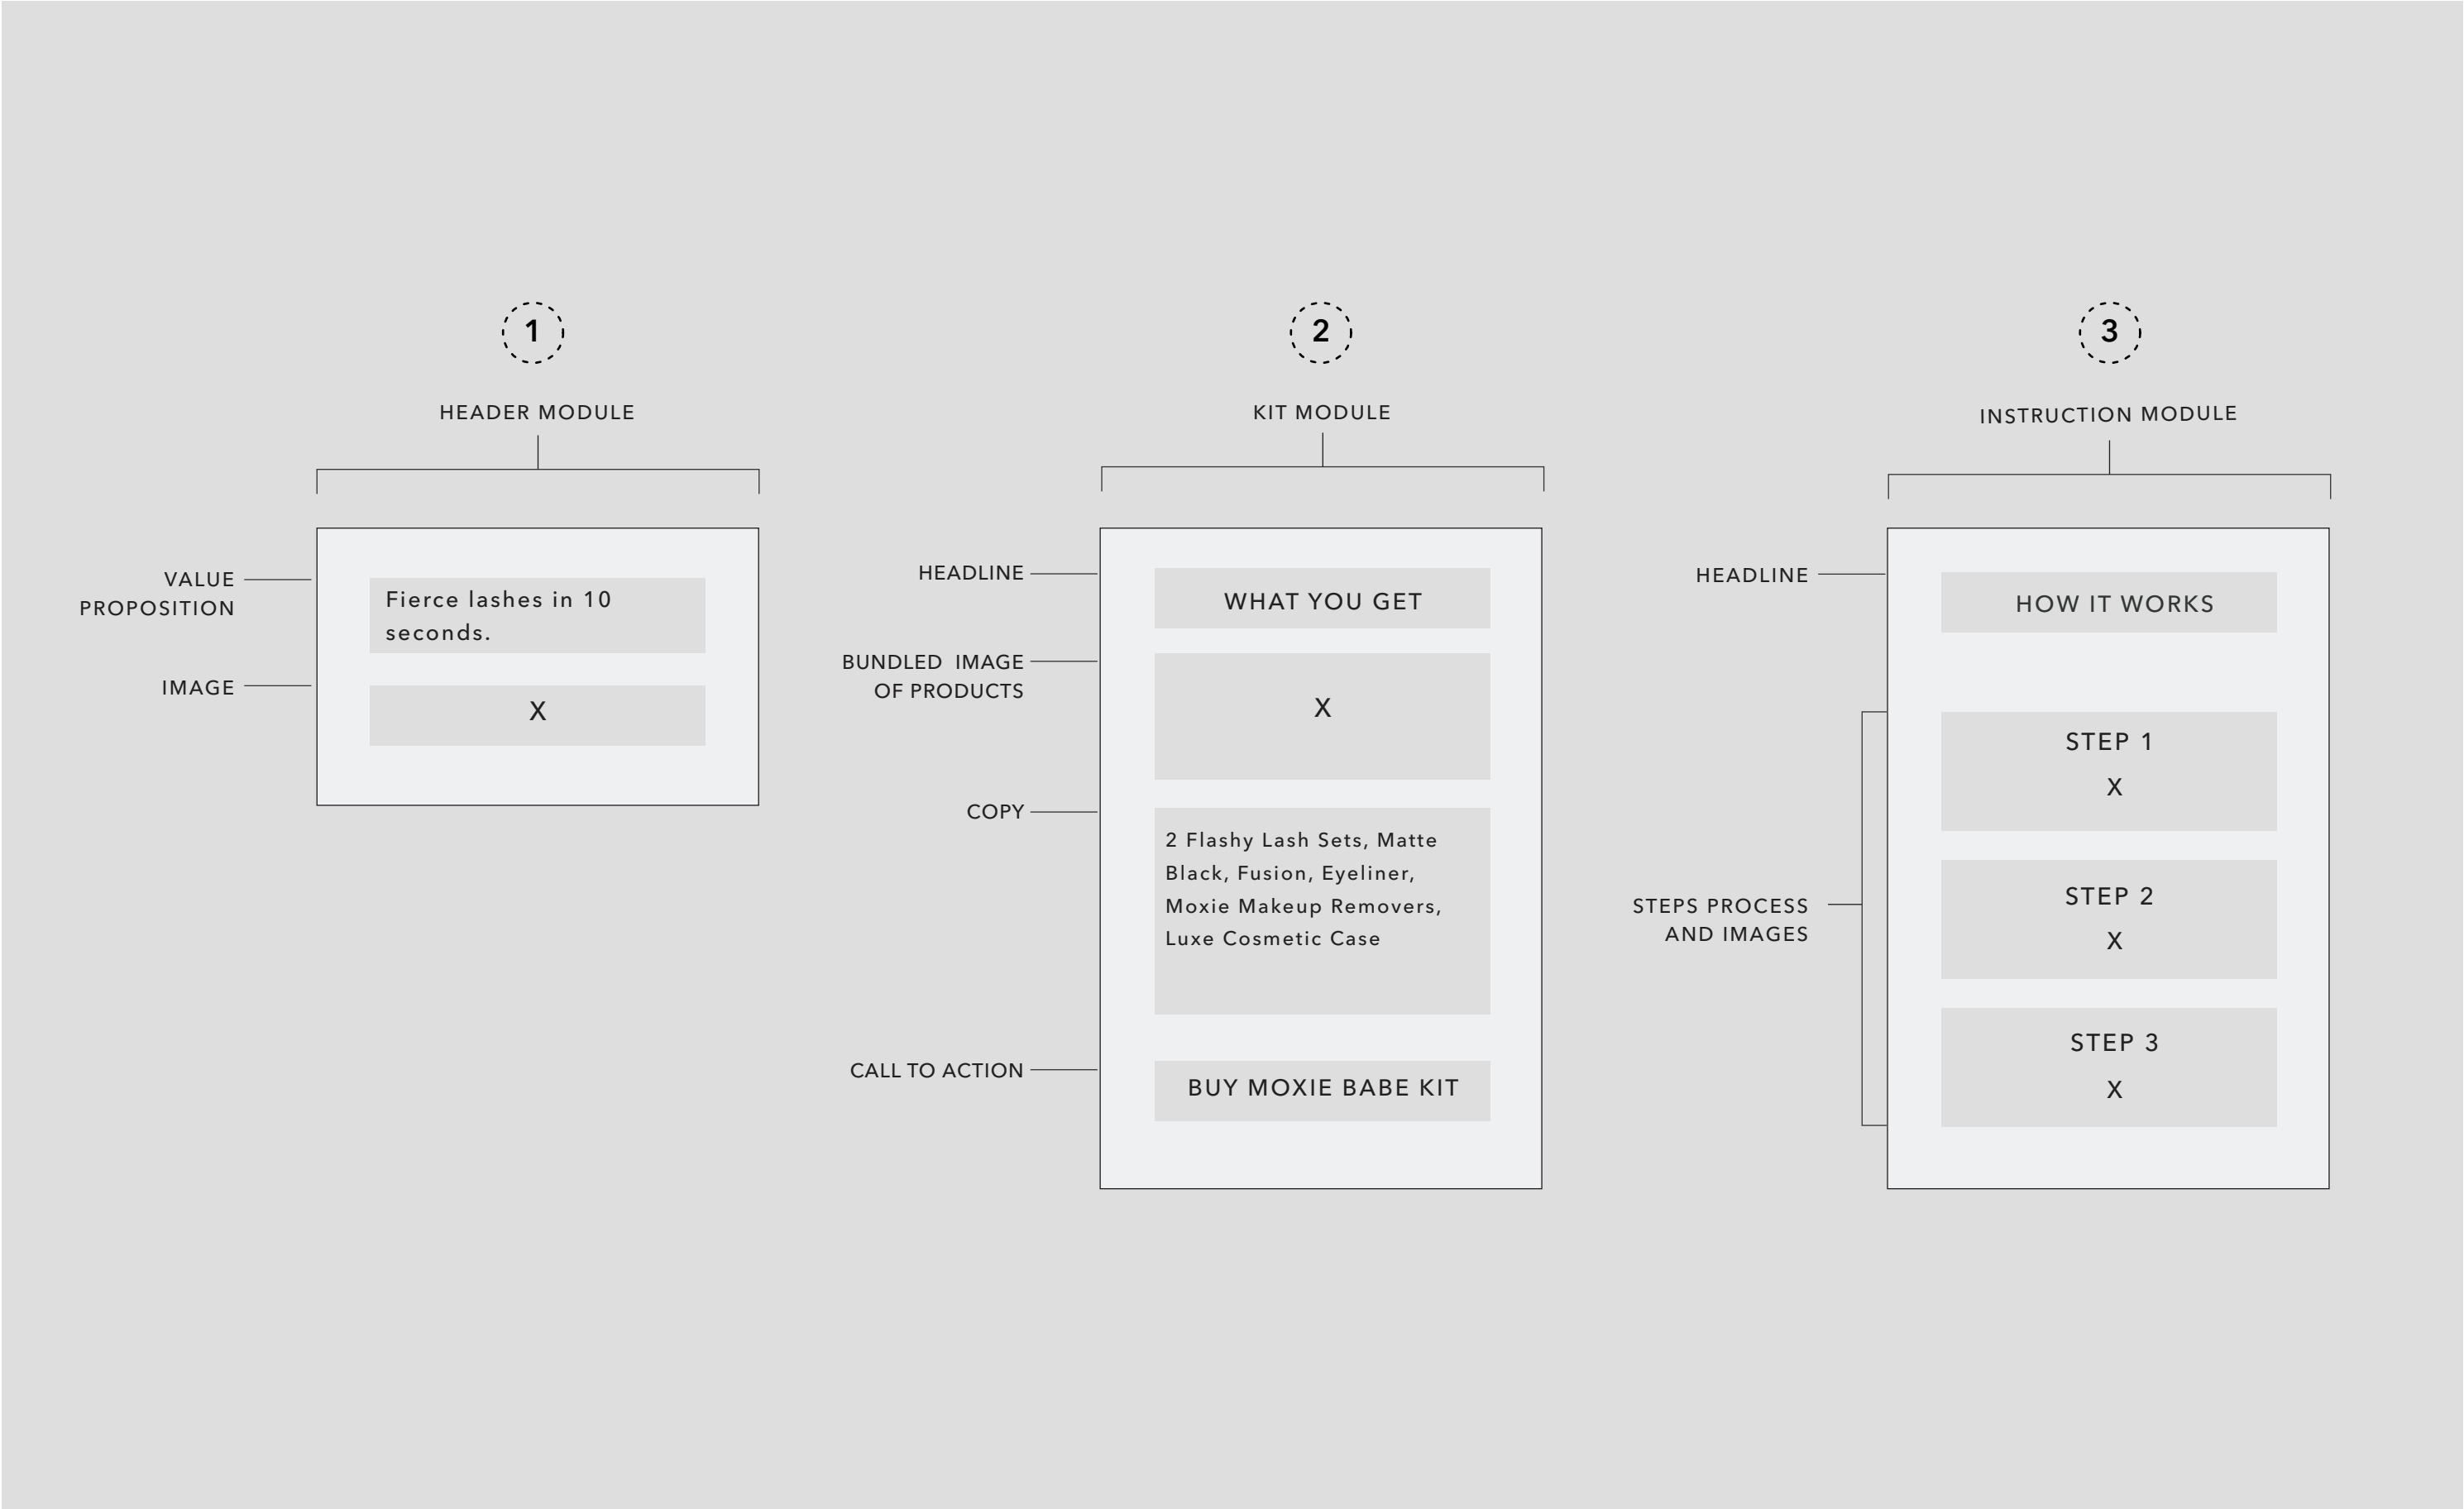 1
HEADER MODULE
VALUE
PROPOSITION
Fierce lashes in 10
seconds.
IMAGE
X
2
KIT MODULE
HEADLINE
WHAT YOU GET
BUNDLED IMAGE
OF PRODUCTS
X
COPY
2 Flashy Lash Sets, Matte
Black, Fusion, Eyeliner,
Moxie Makeup Removers,
Luxe Cosmetic Case
CALL TO ACTION
BUY MOXIE BABE KIT
3
INSTRUCTION MODULE
HEADLINE
HOW IT WORKS
STEPS PROCESS
AND IMAGES
STEP 1
X
STEP 2
X
STEP 3
X